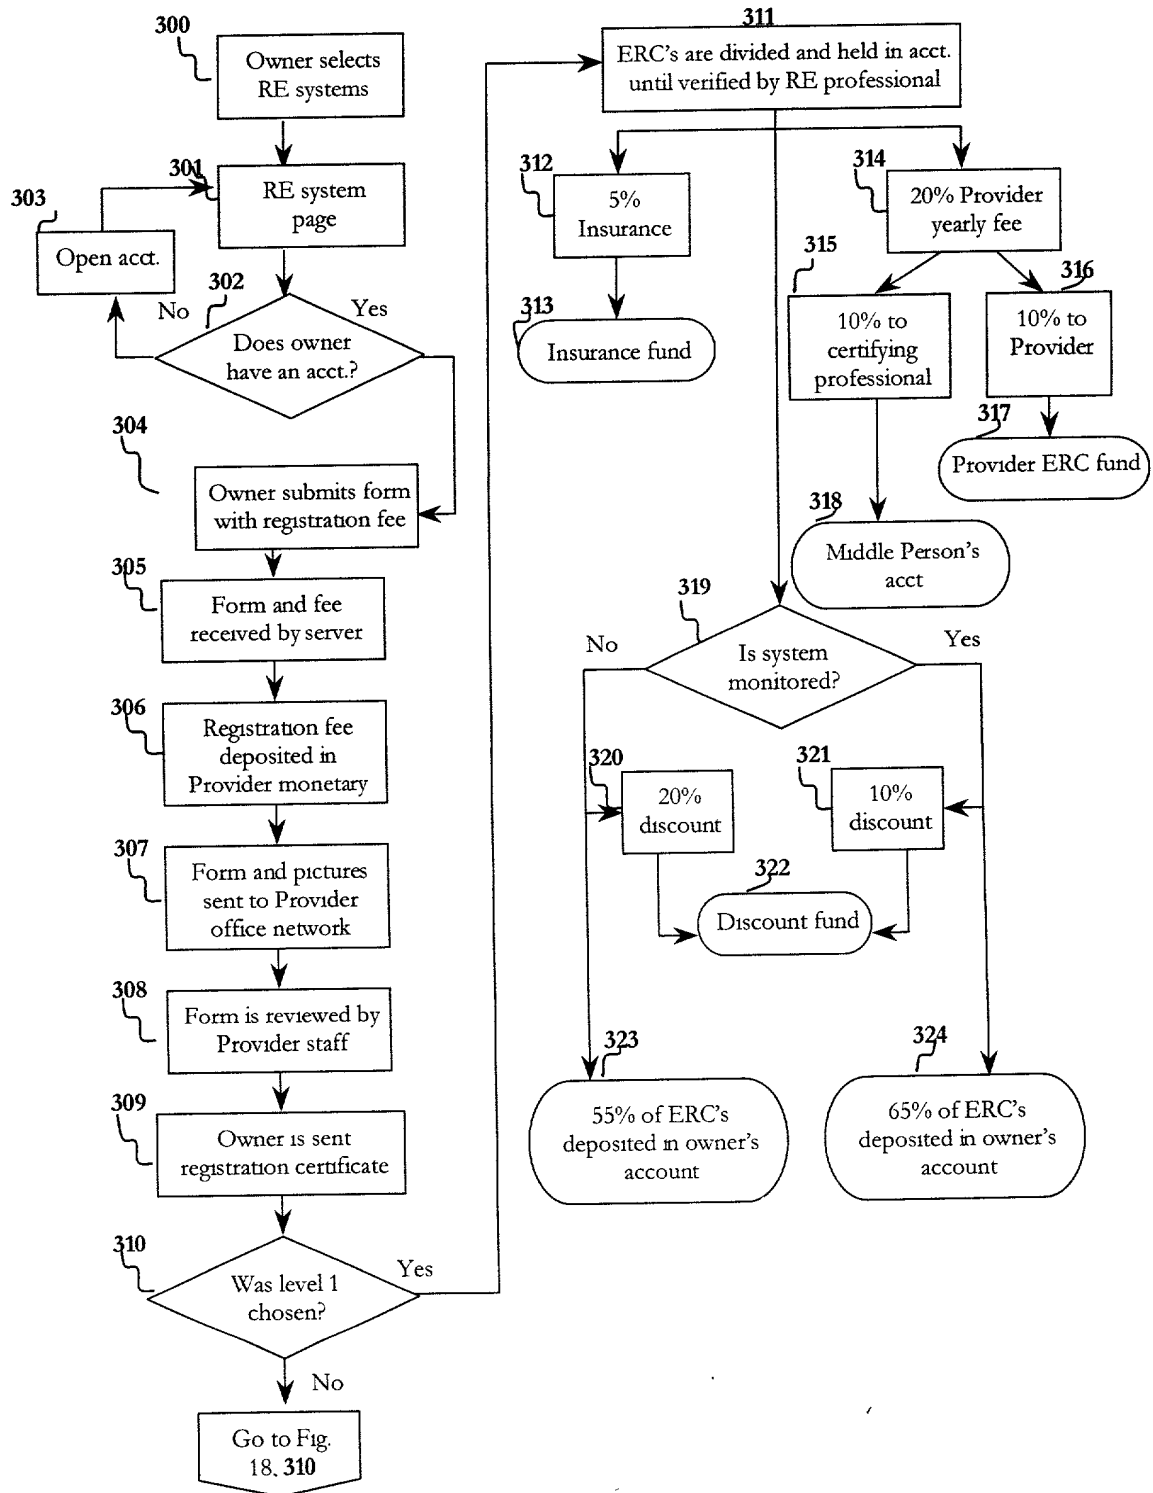 300
Owner selects
RE systems
301
RE system
page
303
Open acct.
302
No
Yes
Does owner
have an acct.?
304
Owner submits form
with registration fee
305
Form and fee
received by server
306
Registration fee
deposited in
Provider monetary
307
Form and pictures
sent to Provider
office network
308
Form is reviewed by
Provider staff
309
Owner is sent
registration certificate
310
Yes
Was level 1
chosen?
No
Go to Fig.
18, 310
311
ERC's are divided and held in acct.
until verified by RE professional
312
5%
Insurance
313
Insurance fund
314
20% Provider
yearly fee
315
10% to
certifying
professional
316
10% to
Provider
317
Provider ERC fund
318
Middle Person's
acct
319
No
Yes
Is system
monitored?
320
20%
discount
321
10%
discount
322
Discount fund
323
55% of ERC's
deposited in owner's
account
324
65% of ERC's
deposited in owner's
account